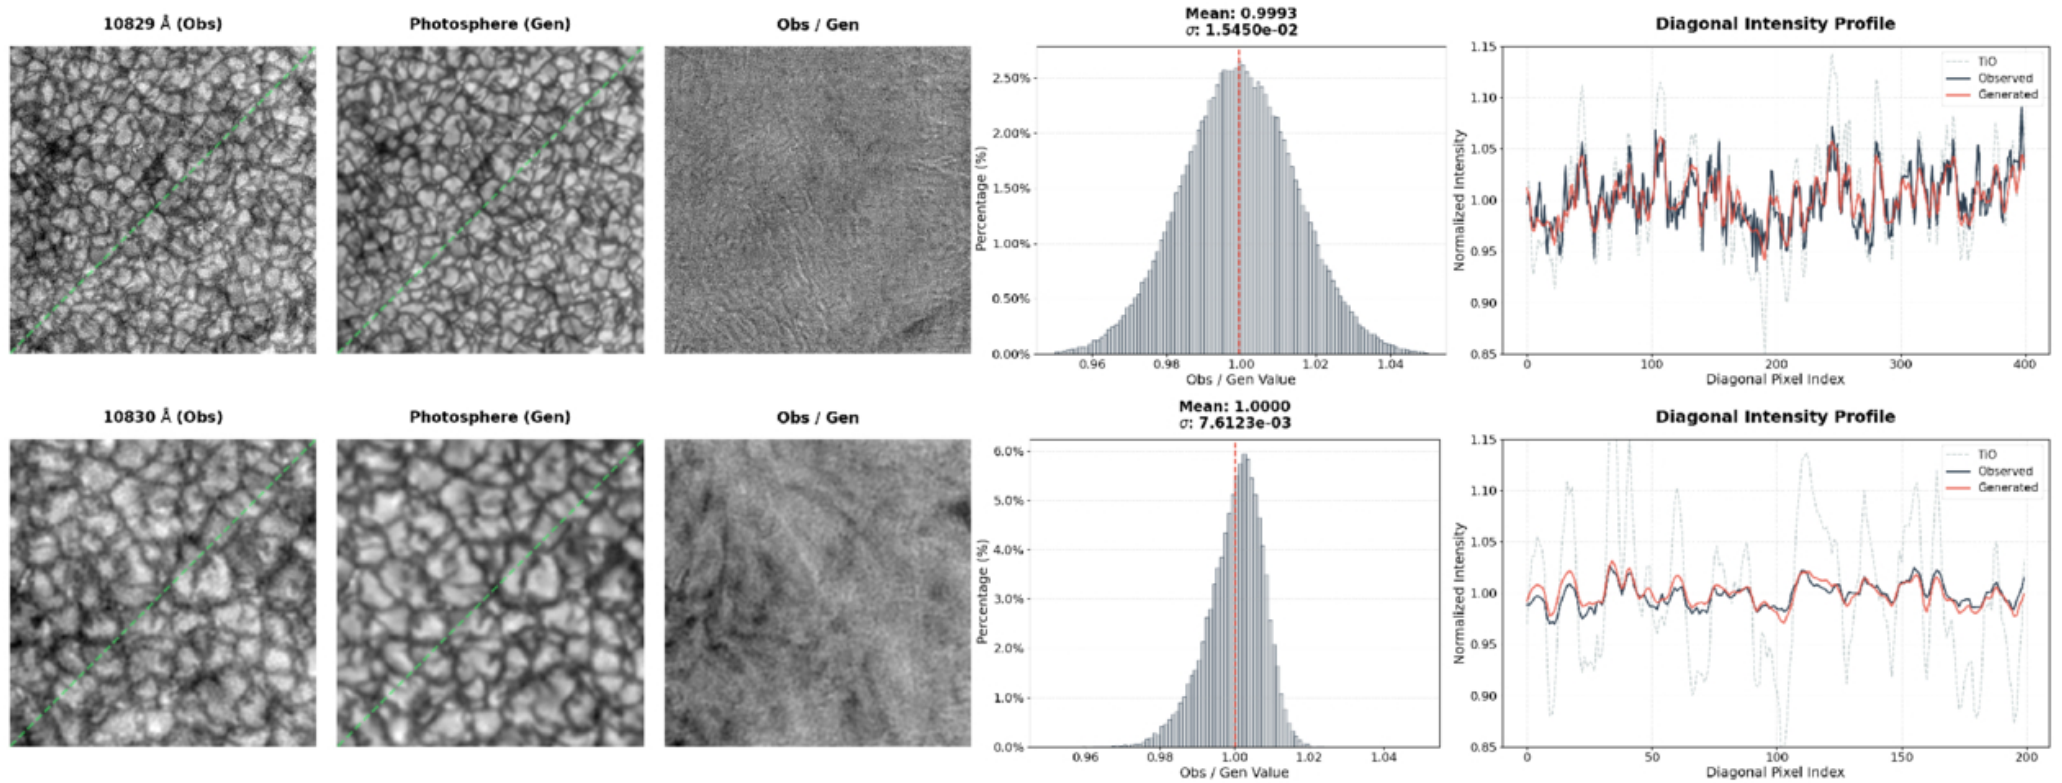 10829 Å (Obs)
Photosphere (Gen)
Obs / Gen
Mean: 0.9993
σ: 1.5450e-02
Percentage (%)
2.50%
2.00%
1.50%
1.00%
0.50%
0.00%
0.96 0.98 1.00 1.02 1.04
Obs / Gen Value
Diagonal Intensity Profile
Normalized Intensity
1.15
1.10
1.05
1.00
0.95
0.90
0.85
TiO
Observed
Generated
0 100 200 300 400
Diagonal Pixel Index
10830 Å (Obs)
Photosphere (Gen)
Obs / Gen
Mean: 1.0000
σ: 7.6123e-03
Percentage (%)
6.0%
5.0%
4.0%
3.0%
2.0%
1.0%
0.0%
0.96 0.98 1.00 1.02 1.04
Obs / Gen Value
Diagonal Intensity Profile
Normalized Intensity
1.15
1.10
1.05
1.00
0.95
0.90
0.85
TiO
Observed
Generated
0 50 100 150 200
Diagonal Pixel Index